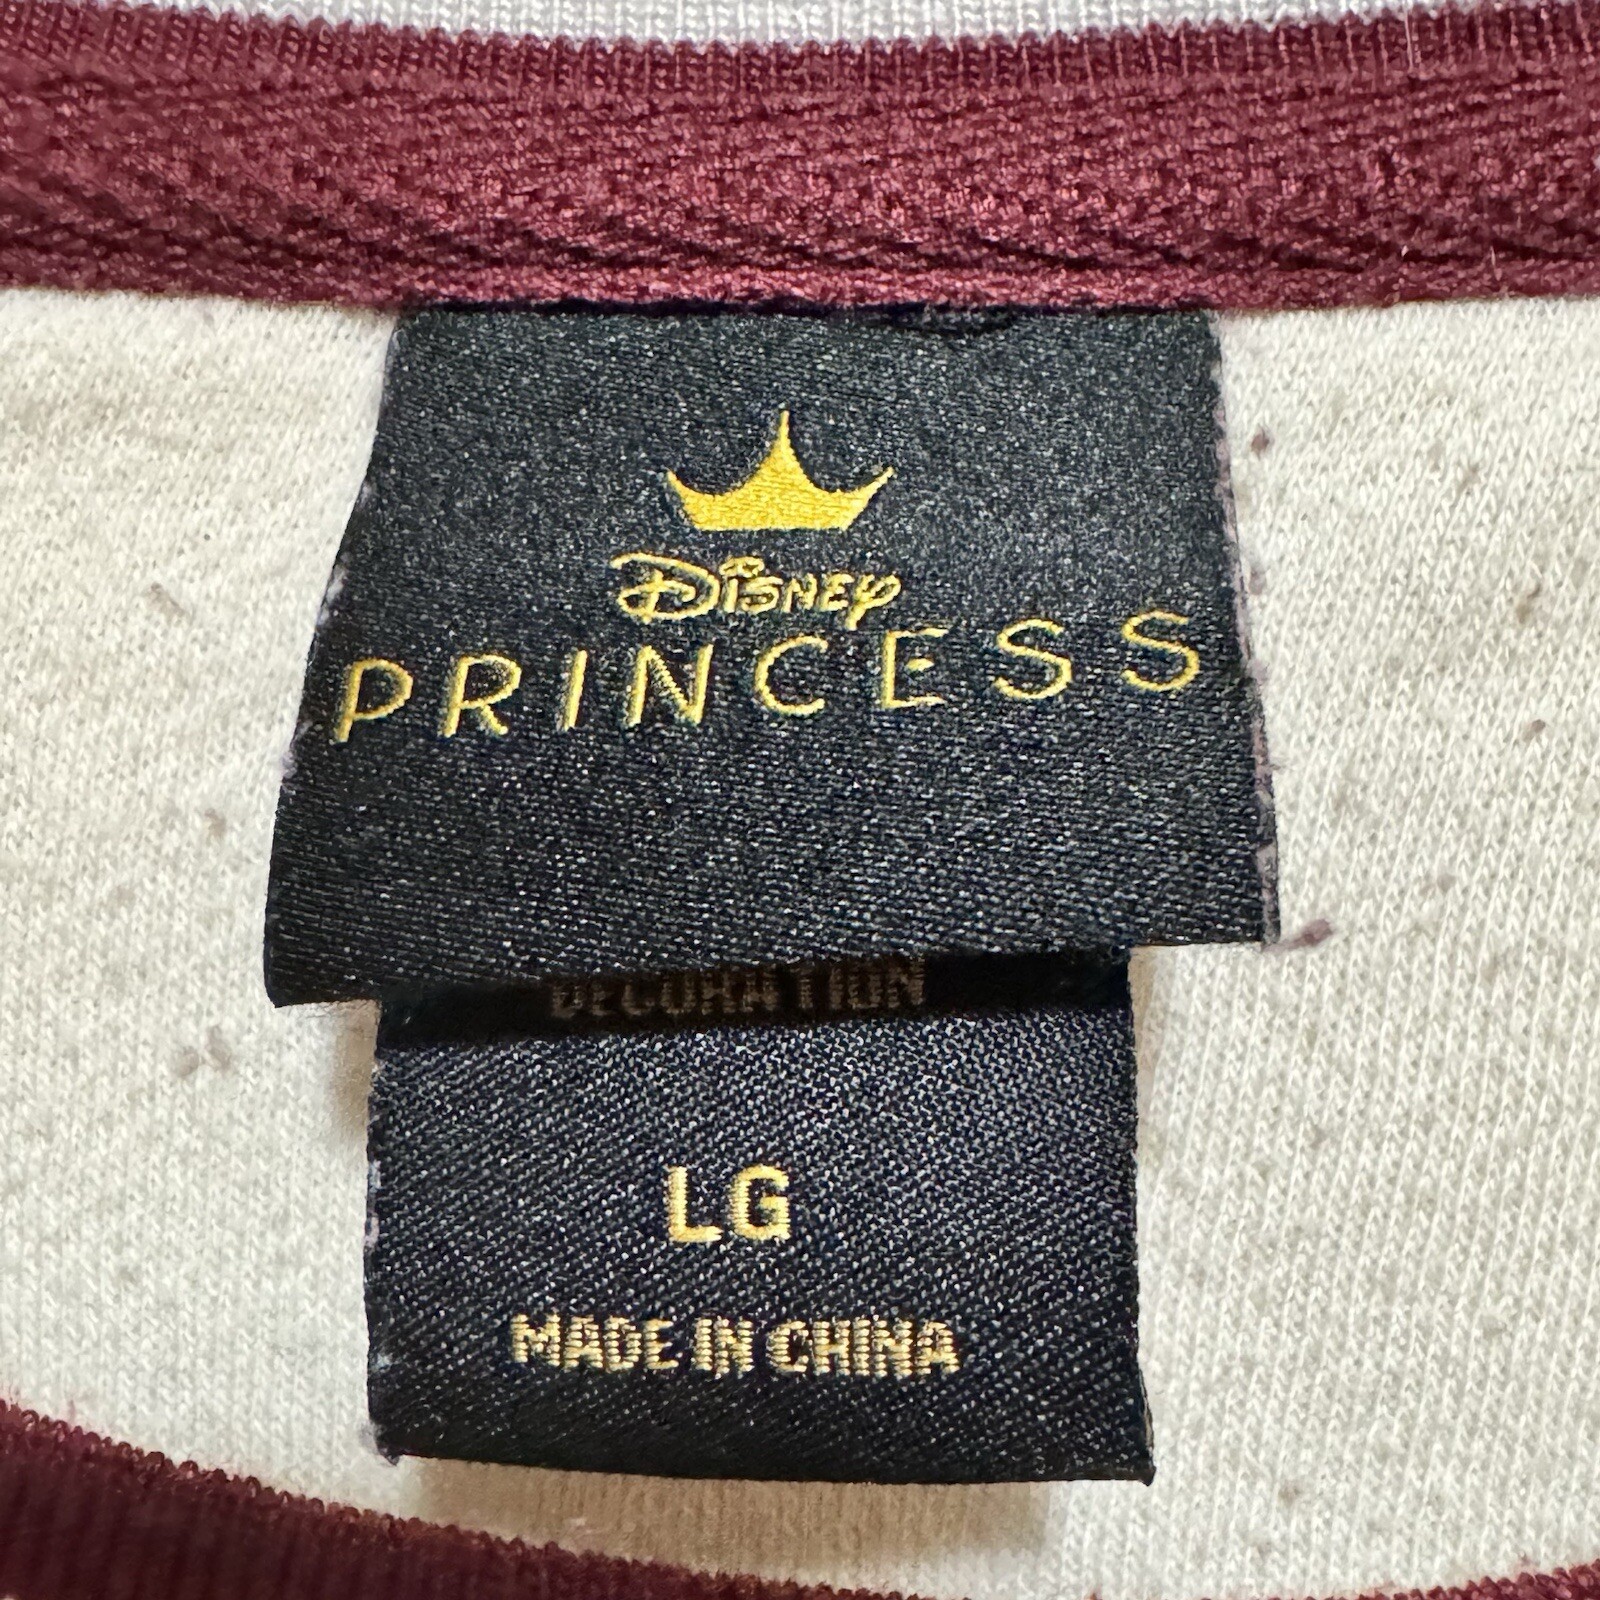 Disney
PRINCESS
DECORATION
LG
MADE IN CHINA